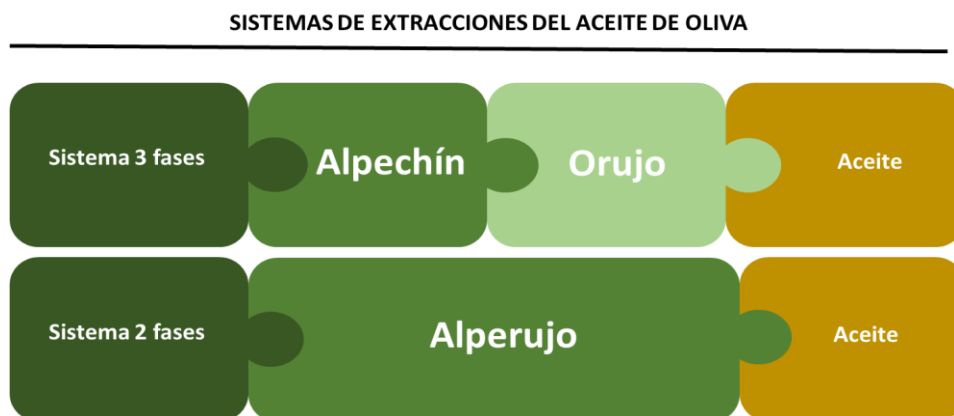 SISTEMAS DE EXTRACCIONES DEL ACEITE DE OLIVA
Sistema 3 fases
Alpechín
Orujo
Aceite
Sistema 2 fases
Alperujo
Aceite